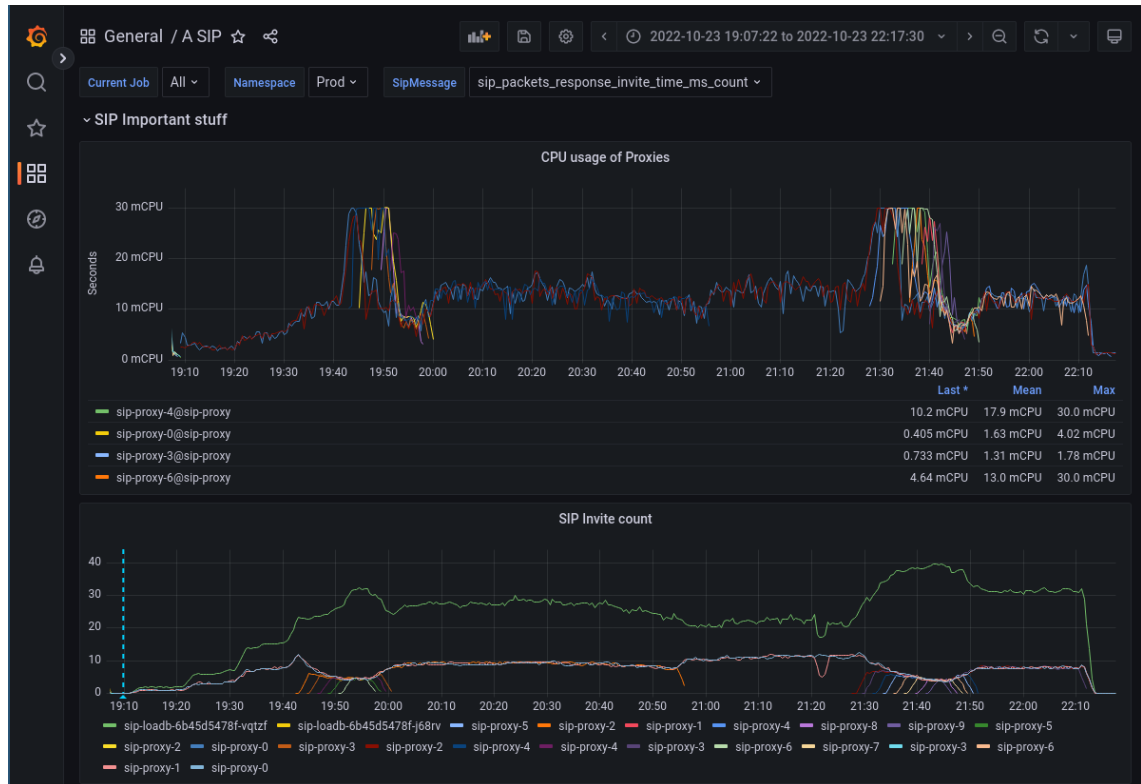 General / A SIP 2022-10-23 19:07:22 to 2022-10-23 22:17:30
Current Job All Namespace Prod SipMessage sip_packets_response_invite_time_ms_count
SIP Important stuff
CPU usage of Proxies
Seconds
30 mCPU
20 mCPU
10 mCPU
0 mCPU
19:10 19:20 19:30 19:40 19:50 20:00 20:10 20:20 20:30 20:40 20:50 21:00 21:10 21:20 21:30 21:40 21:50 22:00 22:10
Last * Mean Max
sip-proxy-4@sip-proxy 10.2 mCPU 17.9 mCPU 30.0 mCPU
sip-proxy-0@sip-proxy 0.405 mCPU 1.63 mCPU 4.02 mCPU
sip-proxy-3@sip-proxy 0.733 mCPU 1.31 mCPU 1.78 mCPU
sip-proxy-6@sip-proxy 4.64 mCPU 13.0 mCPU 30.0 mCPU
SIP Invite count
40
30
20
10
0
19:10 19:20 19:30 19:40 19:50 20:00 20:10 20:20 20:30 20:40 20:50 21:00 21:10 21:20 21:30 21:40 21:50 22:00 22:10
sip-loadb-6b45d5478f-vqtzf sip-loadb-6b45d5478f-j68rv sip-proxy-5 sip-proxy-2 sip-proxy-1 sip-proxy-4 sip-proxy-8 sip-proxy-9 sip-proxy-5
sip-proxy-2 sip-proxy-0 sip-proxy-3 sip-proxy-2 sip-proxy-4 sip-proxy-4 sip-proxy-3 sip-proxy-6 sip-proxy-7 sip-proxy-3 sip-proxy-6
sip-proxy-1 sip-proxy-0